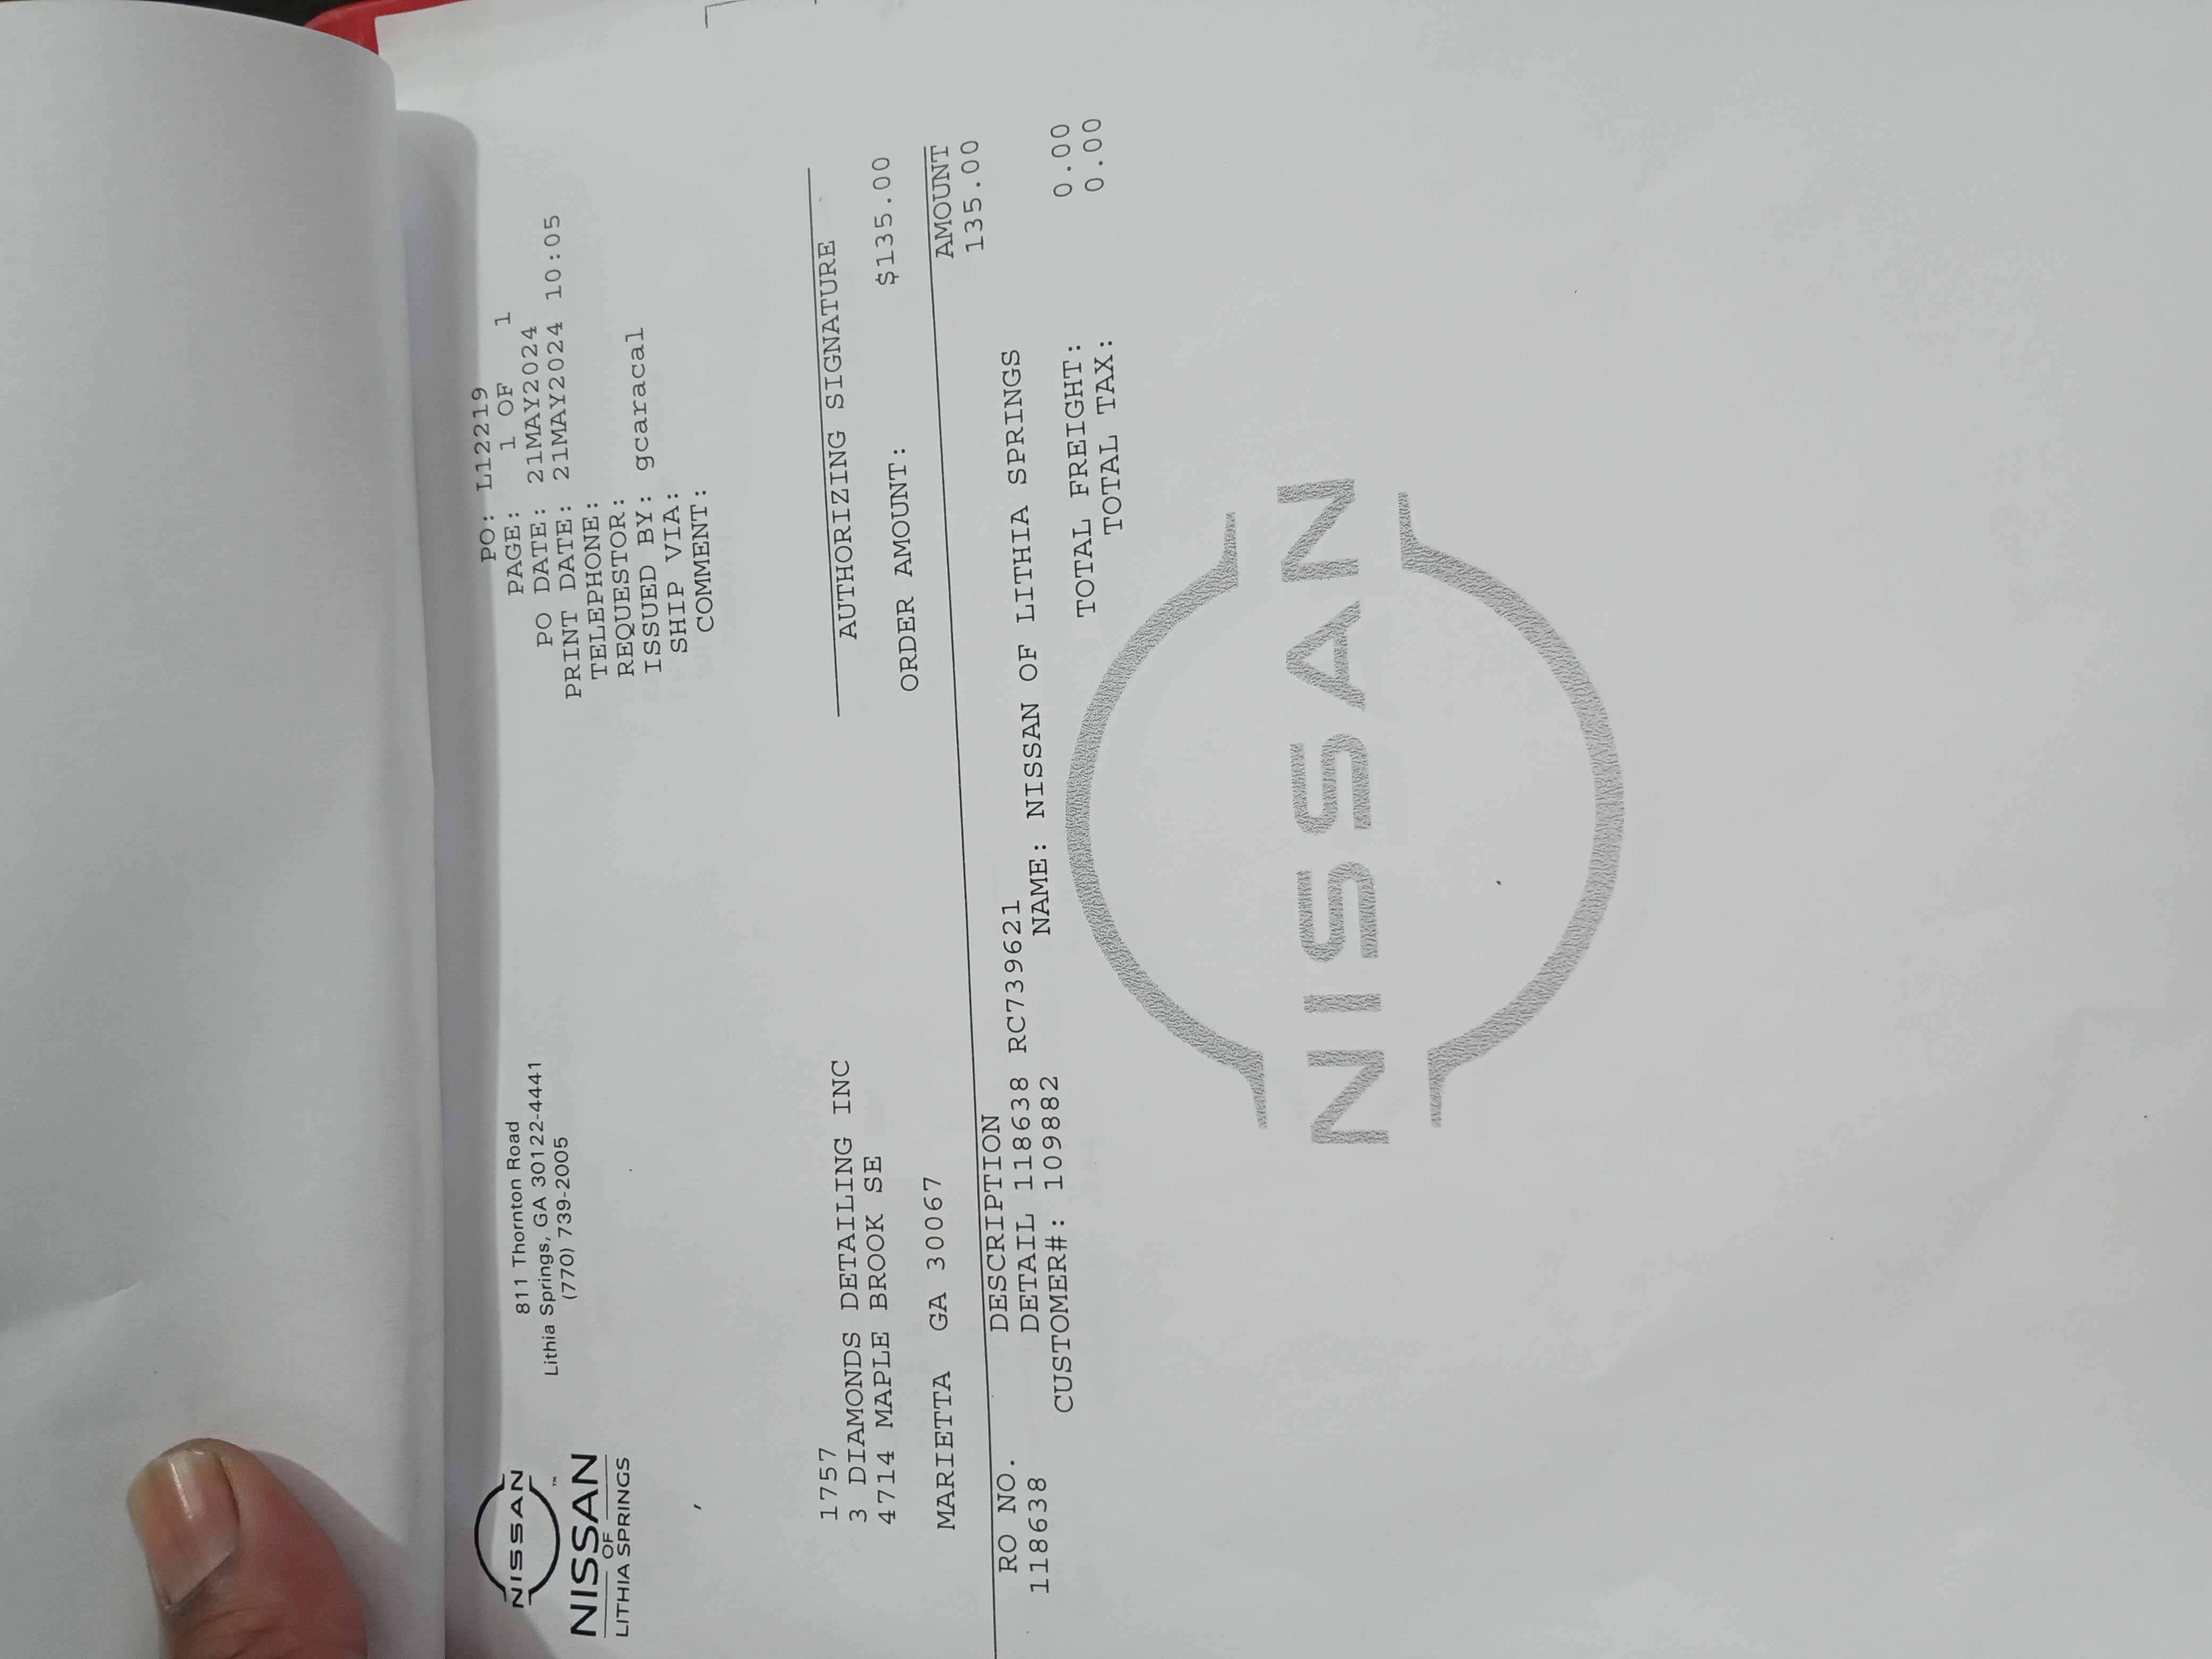 NISSAN
NISSAN
OF
LITHIA SPRINGS
811 Thornton Road
Lithia Springs, GA 30122-4441
(770) 739-2005
PO: L12219
PAGE: 1 OF 1
PO DATE: 21MAY2024
PRINT DATE: 21MAY2024 10:05
TELEPHONE:
REQUESTOR:
ISSUED BY: gcaracal
SHIP VIA:
COMMENT:
1757
3 DIAMONDS DETAILING INC
4714 MAPLE BROOK SE
MARIETTA GA 30067
AUTHORIZING SIGNATURE
ORDER AMOUNT: $135.00
RO NO. DESCRIPTION AMOUNT
118638 DETAIL 118638 RC739621 135.00
CUSTOMER#: 109882 NAME: NISSAN OF LITHIA SPRINGS
TOTAL FREIGHT: 0.00
TOTAL TAX: 0.00
NISSAN